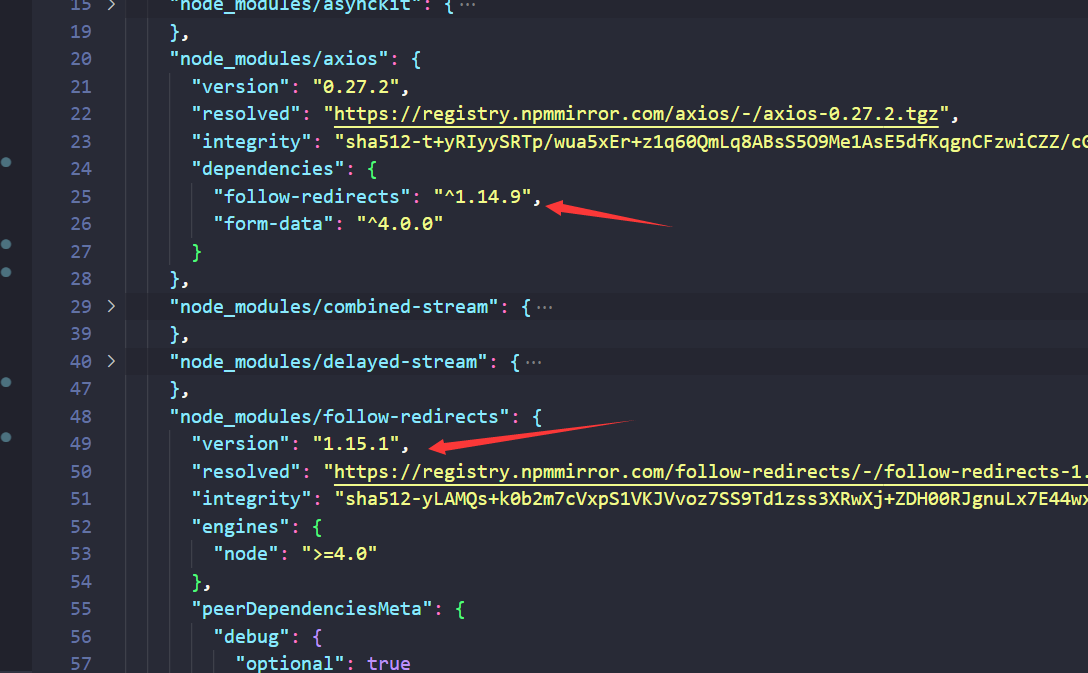 15 > "node_modules/asynckit": { ···
19 },
20 "node_modules/axios": {
21 "version": "0.27.2",
22 "resolved": "https://registry.npmmirror.com/axios/-/axios-0.27.2.tgz",
23 "integrity": "sha512-t+yRIyySRTp/wua5xEr+z1q60QmLq8ABsS5O9Me1AsE5dfKqgnCFzwiCZZ/cG
24 "dependencies": {
25 "follow-redirects": "^1.14.9",
26 "form-data": "^4.0.0"
27 }
28 },
29 > "node_modules/combined-stream": { ···
39 },
40 > "node_modules/delayed-stream": { ···
47 },
48 "node_modules/follow-redirects": {
49 "version": "1.15.1",
50 "resolved": "https://registry.npmmirror.com/follow-redirects/-/follow-redirects-1.
51 "integrity": "sha512-yLAMQs+k0b2m7cVxpS1VKJVvoz7SS9Td1zss3XRwXj+ZDH00RJgnuLx7E44wx
52 "engines": {
53 "node": ">=4.0"
54 },
55 "peerDependenciesMeta": {
56 "debug": {
57 "optional": true